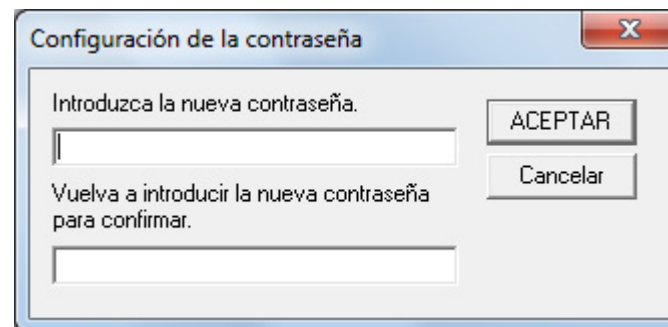 Configuración de la contraseña
Introduzca la nueva contraseña.
ACEPTAR
Cancelar
Vuelva a introducir la nueva contraseña
para confirmar.